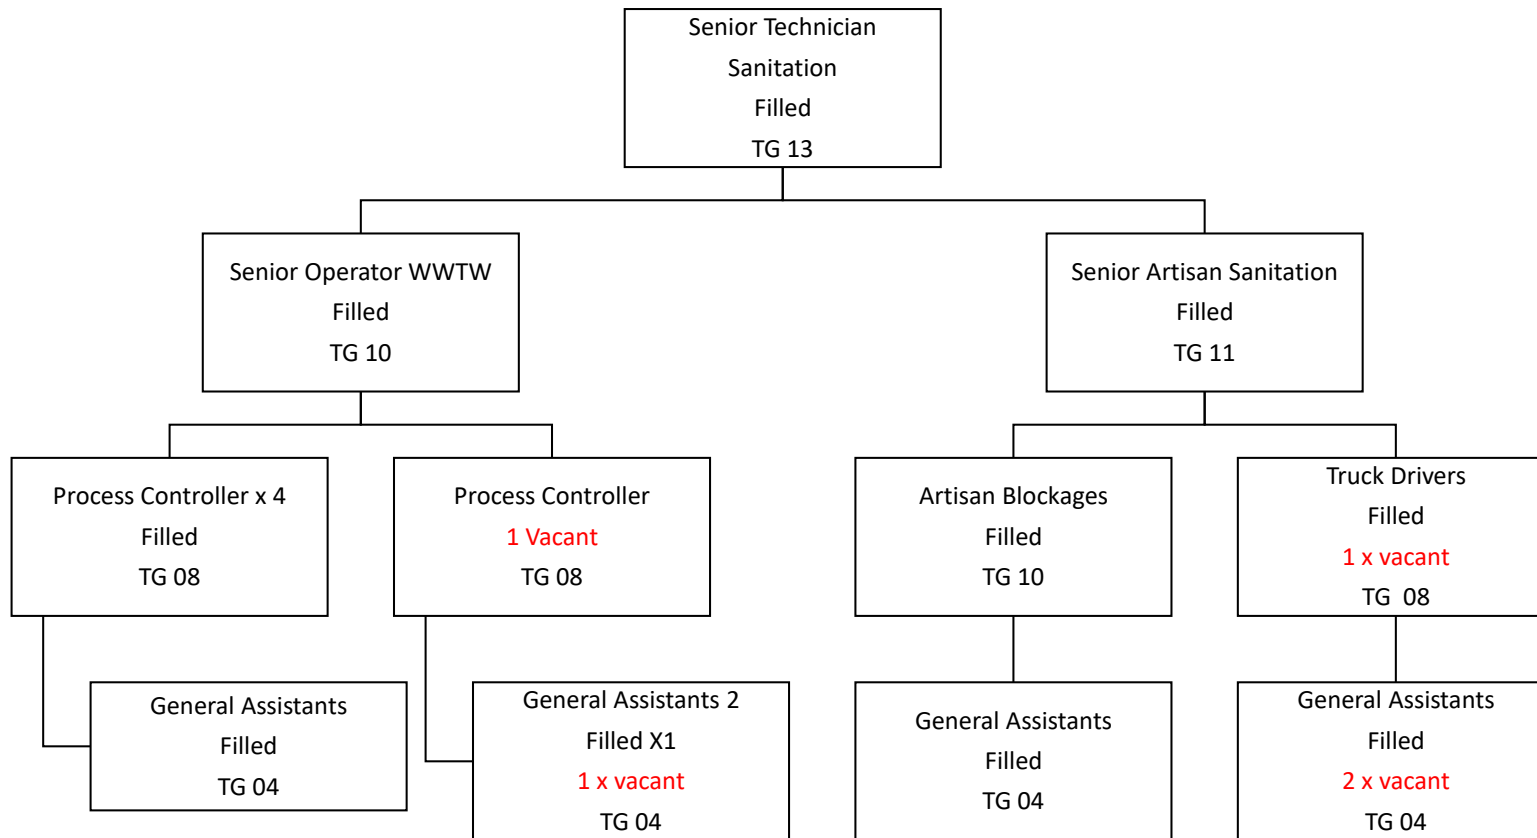 Senior Technician
Sanitation
Filled
TG 13
Senior Operator WWTW
Filled
TG 10
Senior Artisan Sanitation
Filled
TG 11
Process Controller x 4
Filled
TG 08
Process Controller
1 Vacant
TG 08
Artisan Blockages
Filled
TG 10
Truck Drivers
Filled
1 x vacant
TG  08
General Assistants
Filled
TG 04
General Assistants 2
Filled X1
1 x vacant
TG 04
General Assistants
Filled
TG 04
General Assistants
Filled
2 x vacant
TG 04